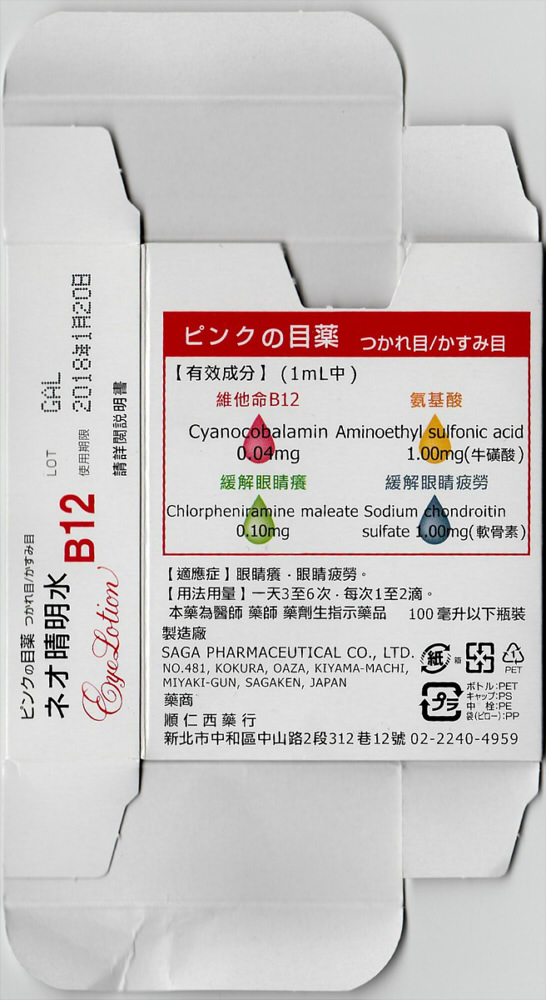 ピンクの目薬 つかれ目/かすみ目
【有效成分】(1mL中)
維他命B12 氨基酸
Cyanocobalamin Aminoethyl sulfonic acid
0.04mg 1.00mg(牛磺酸)
緩解眼睛癢 緩解眼睛疲勞
Chlorpheniramine maleate Sodium chondroitin
0.10mg sulfate 1.00mg(軟骨素)
【適應症】眼睛癢．眼睛疲勞。
【用法用量】一天3至6次．每次1至2滴。
本藥為醫師 藥師 藥劑生指示藥品 100毫升以下瓶裝
製造廠
SAGA PHARMACEUTICAL CO., LTD.
NO.481, KOKURA, OAZA, KIYAMA-MACHI,
MIYAKI-GUN, SAGAKEN, JAPAN
藥商
順仁西藥行
新北市中和區中山路2段312巷12號 02-2240-4959
紙 箱
PET
プラ
ボトル:PET
キャップ:PS
中 栓:PE
袋(ピロー):PP
ピンクの目薬 つかれ目/かすみ目
ネオ晴明水 B12
Eye Lotion
LOT GAL
使用期限 2018年1月20日
請詳閱説明書